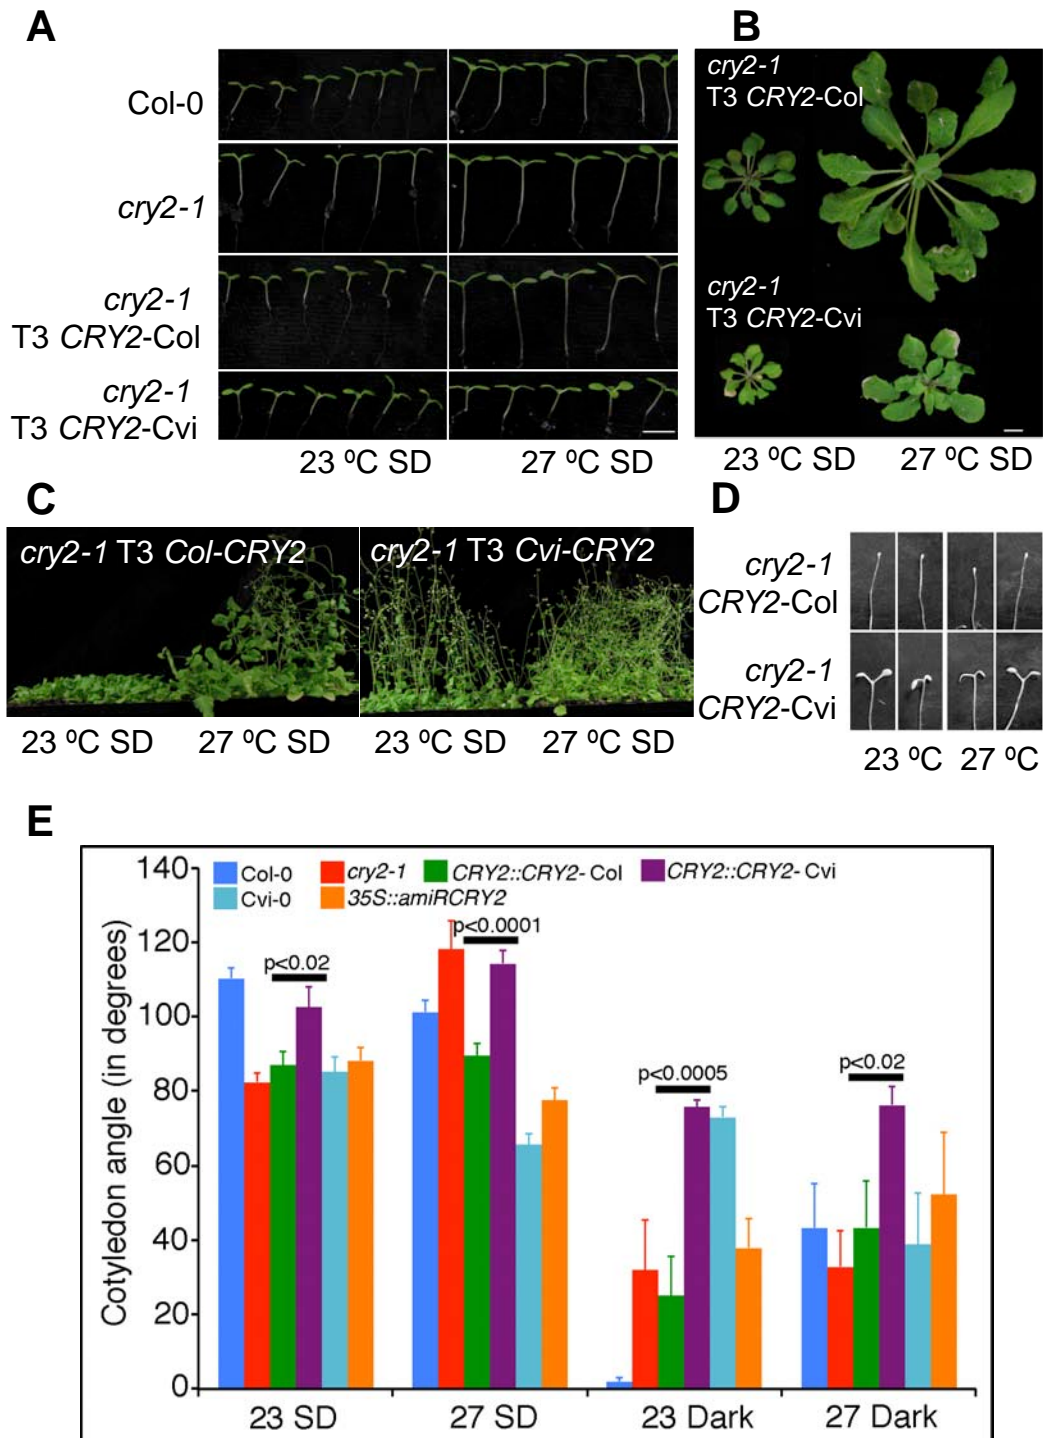 A
Col-0
cry2-1
cry2-1
T3 CRY2-Col
cry2-1
T3 CRY2-Cvi
23 ºC SD
27 ºC SD
B
cry2-1
T3 CRY2-Col
cry2-1
T3 CRY2-Cvi
23 ºC SD
27 ºC SD
C
cry2-1 T3 Col-CRY2
cry2-1 T3 Cvi-CRY2
23 ºC SD
27 ºC SD
23 ºC SD
27 ºC SD
D
cry2-1
CRY2-Col
cry2-1
CRY2-Cvi
23 ºC
27 ºC
E
Cotyledon angle (in degrees)
140
120
100
80
60
40
20
0
Col-0
cry2-1
CRY2::CRY2- Col
CRY2::CRY2- Cvi
Cvi-0
35S::amiRCRY2
p<0.02
p<0.0001
p<0.0005
p<0.02
23 SD
27 SD
23 Dark
27 Dark